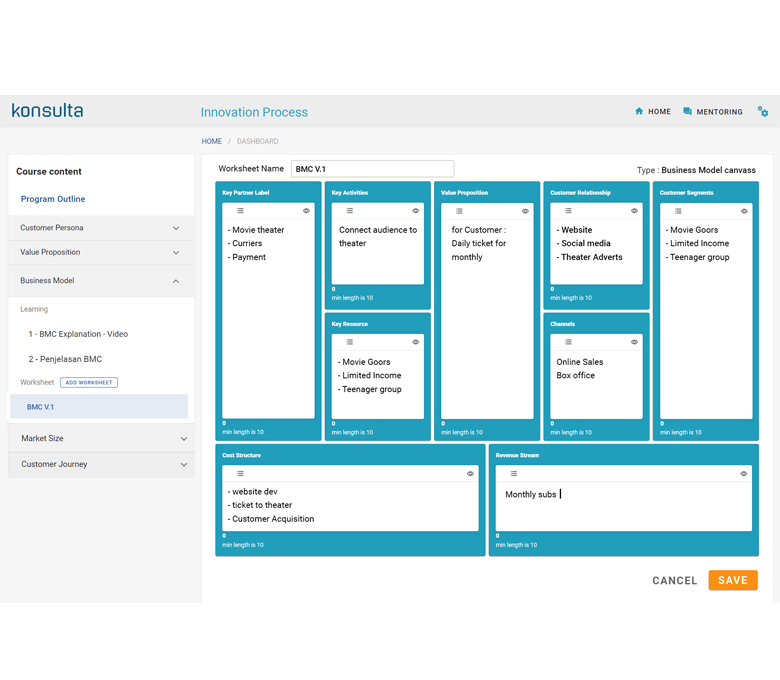 konsulta
Innovation Process
HOME
MENTORING
HOME / DASHBOARD
Course content
Program Outline
Customer Persona
Value Proposition
Business Model
Learning
1 - BMC Explanation - Video
2 - Penjelasan BMC
Worksheet ADD WORKSHEET
BMC V.1
Market Size
Customer Journey
Worksheet Name BMC V.1
Type : Business Model canvass
Key Partner Label
- Movie theater
- Curriers
- Payment
0
min length is 10
Key Activities
Connect audience to
theater
0
min length is 10
Key Resource
- Movie Goors
- Limited Income
- Teenager group
0
min length is 10
Value Proposition
for Customer :
Daily ticket for
monthly
0
min length is 10
Customer Relationship
- Website
- Social media
- Theater Adverts
0
min length is 10
Channels
Online Sales
Box office
0
min length is 10
Customer Segments
- Movie Goors
- Limited Income
- Teenager group
0
min length is 10
Cost Structure
- website dev
- ticket to theater
- Customer Acquisition
0
min length is 10
Revenue Stream
Monthly subs
0
min length is 10
CANCEL
SAVE